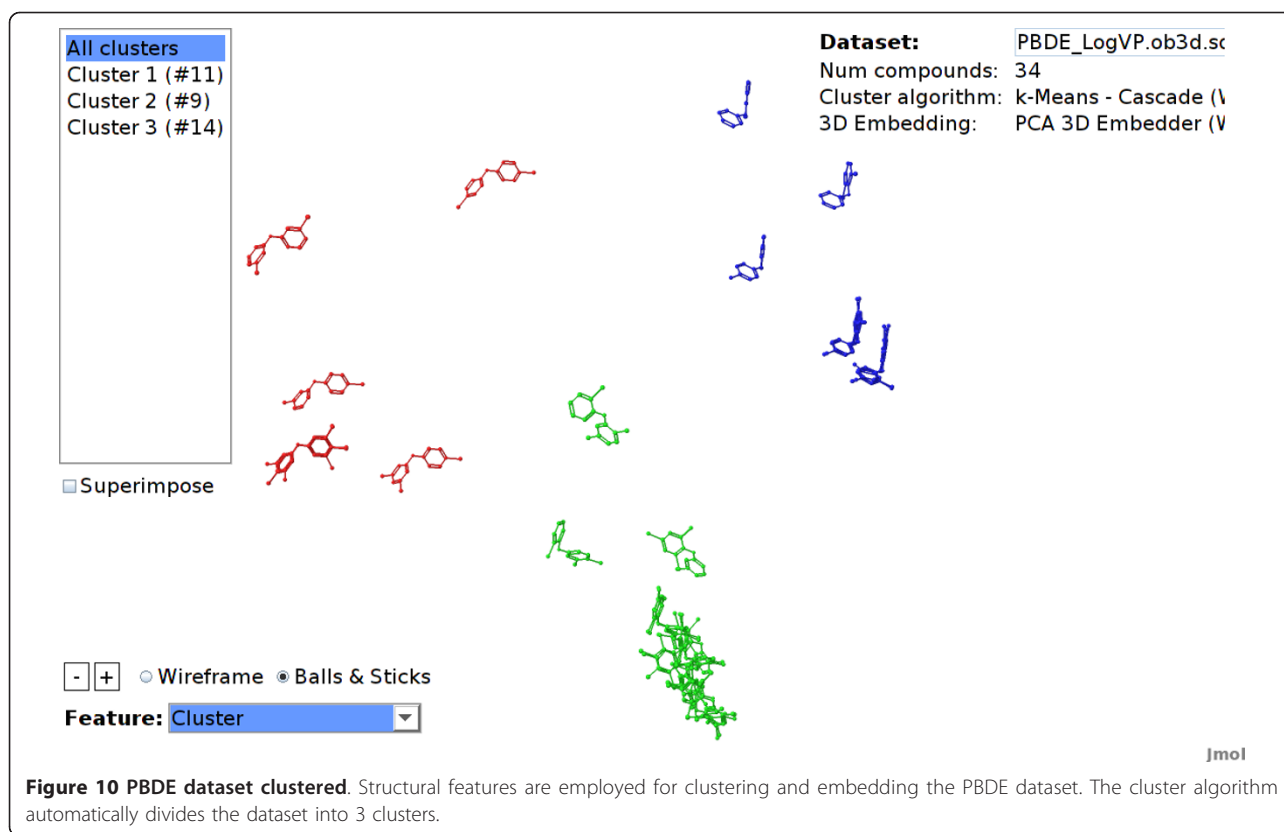 All clusters
Cluster 1 (#11)
Cluster 2 (#9)
Cluster 3 (#14)
Dataset: PBDE_LogVP.ob3d.sc
Num compounds: 34
Cluster algorithm: k-Means - Cascade (V
3D Embedding: PCA 3D Embedder (V
Superimpose
- + Wireframe Balls & Sticks
Feature: Cluster
Jmol
Figure 10 PBDE dataset clustered. Structural features are employed for clustering and embedding the PBDE dataset. The cluster algorithm
automatically divides the dataset into 3 clusters.